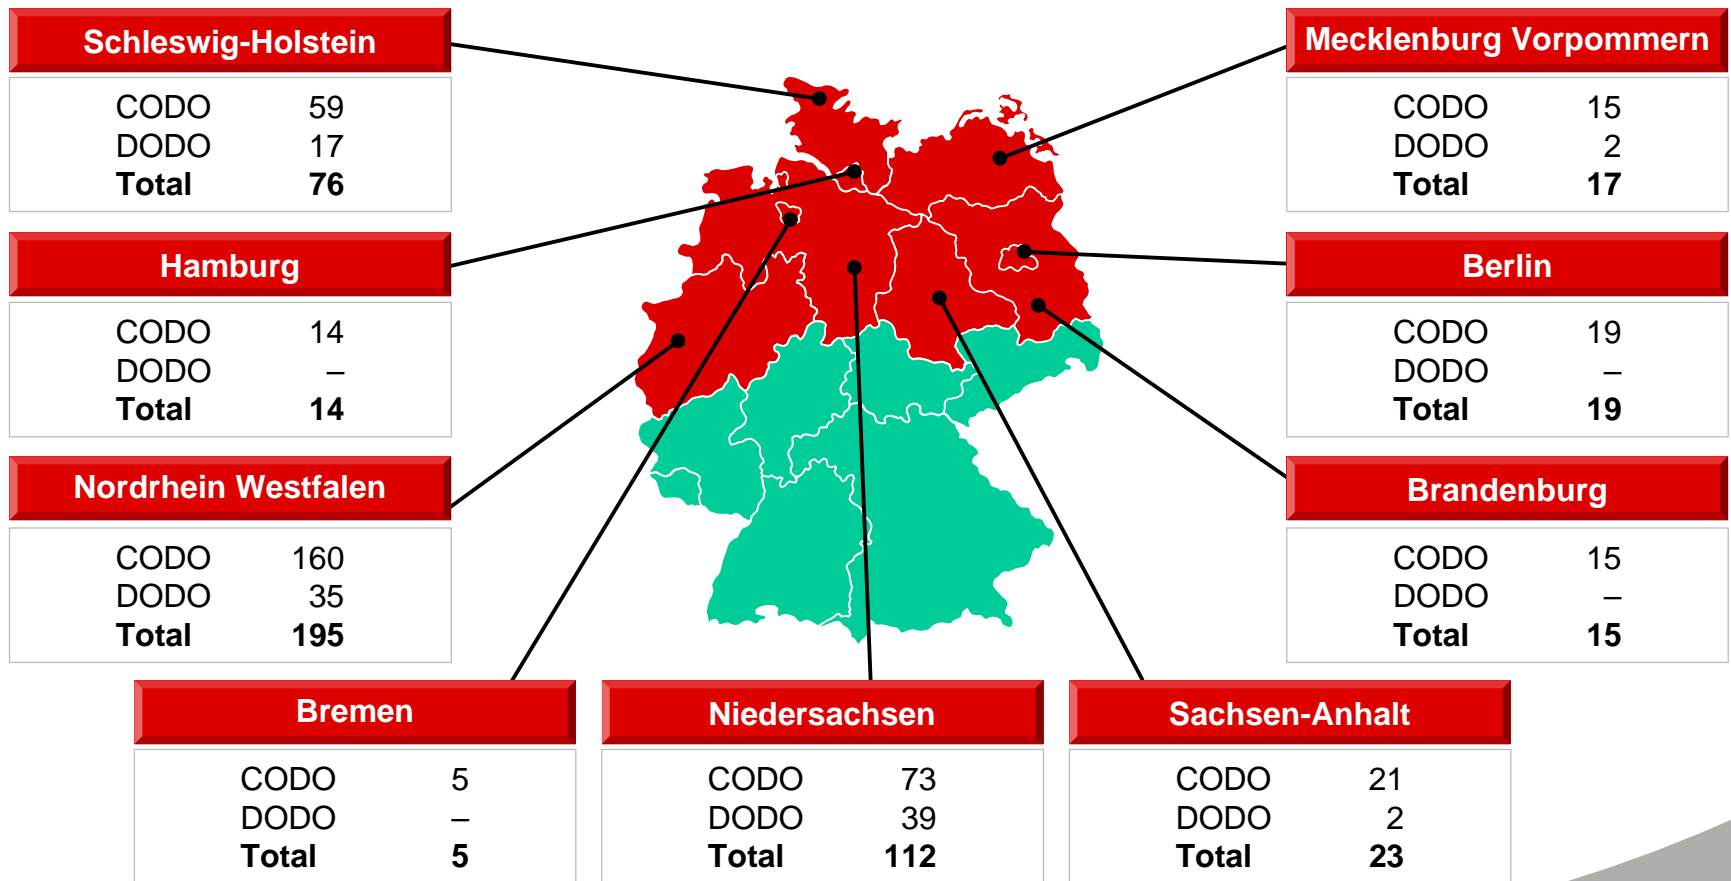 Schleswig-Holstein
CODO 59
DODO 17
Total 76
Hamburg
CODO 14
DODO –
Total 14
Nordrhein Westfalen
CODO 160
DODO 35
Total 195
Mecklenburg Vorpommern
CODO 15
DODO 2
Total 17
Berlin
CODO 19
DODO –
Total 19
Brandenburg
CODO 15
DODO –
Total 15
Bremen
CODO 5
DODO –
Total 5
Niedersachsen
CODO 73
DODO 39
Total 112
Sachsen-Anhalt
CODO 21
DODO 2
Total 23